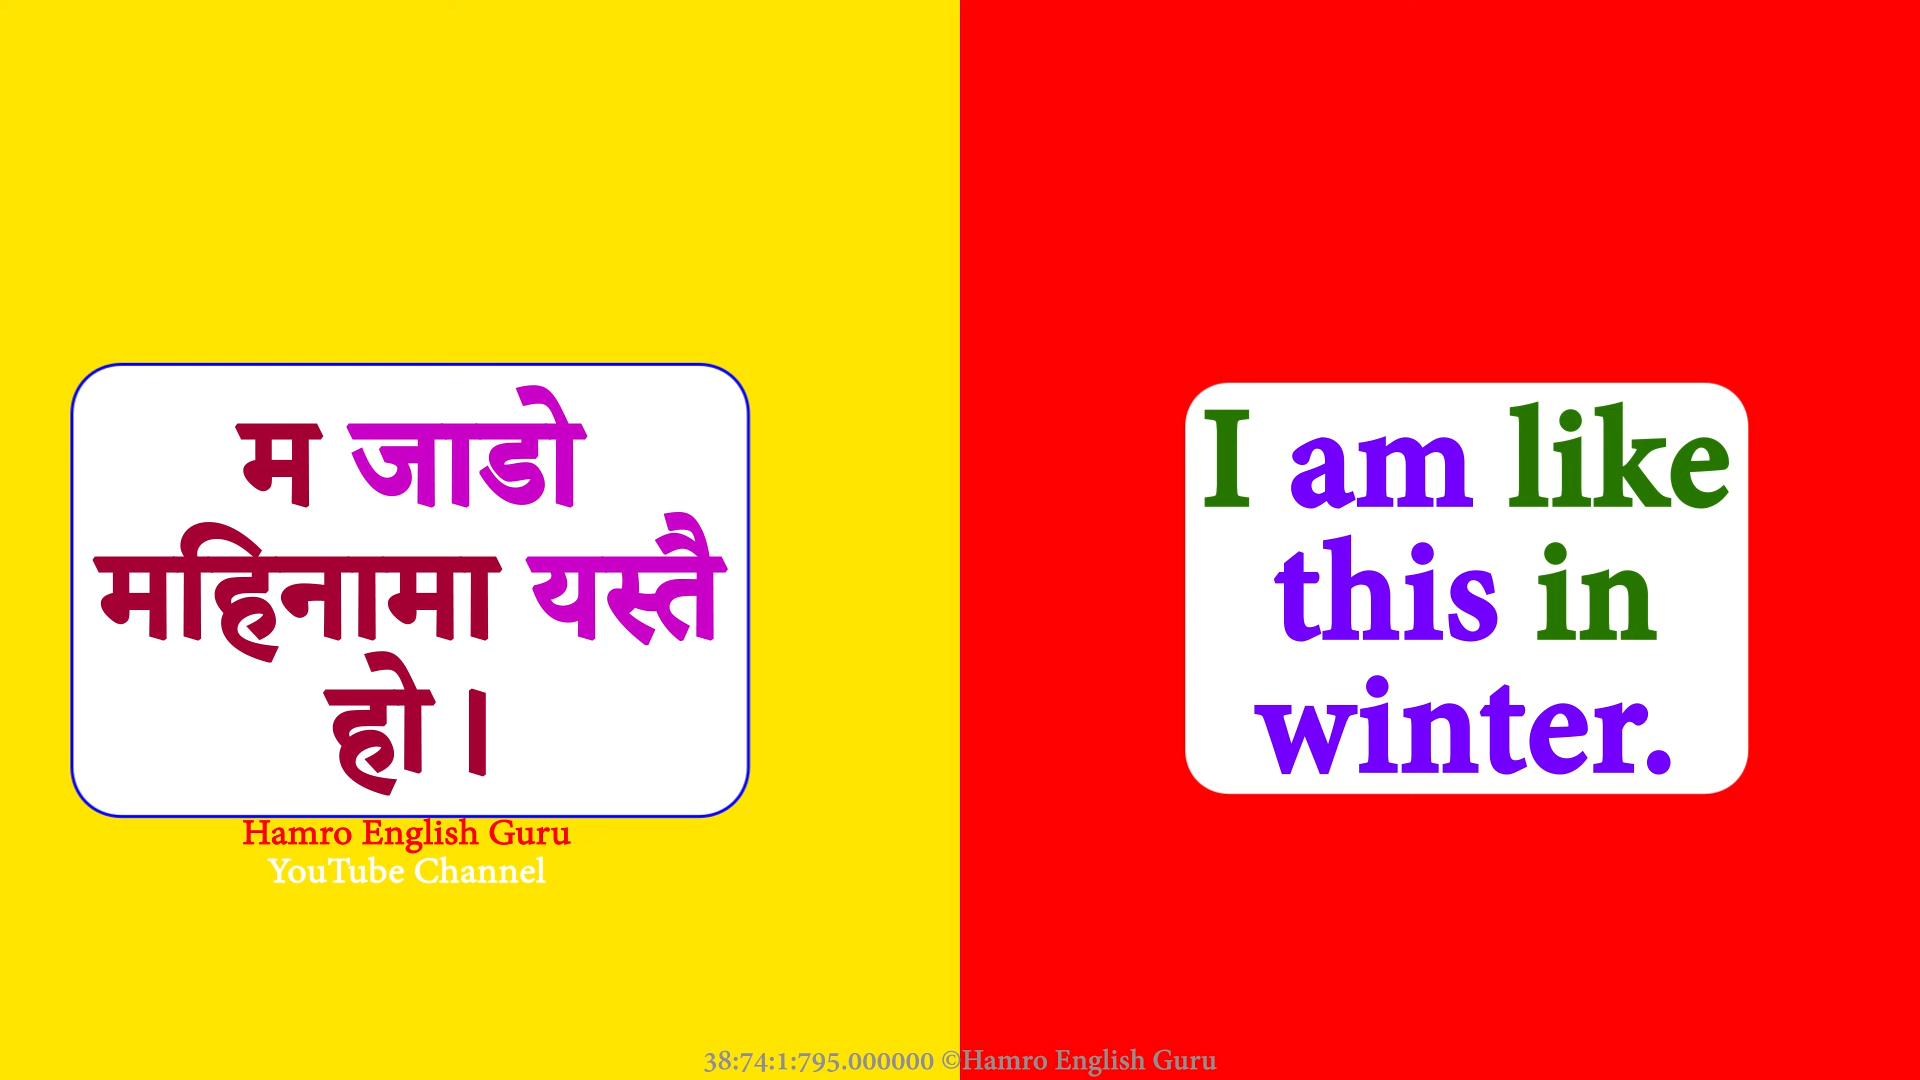 म जाडो
महिनामा यस्तै
हो ।
Hamro English Guru
YouTube Channel
I am like
this in
winter.
38:74:1:795.000000 ©Hamro English Guru